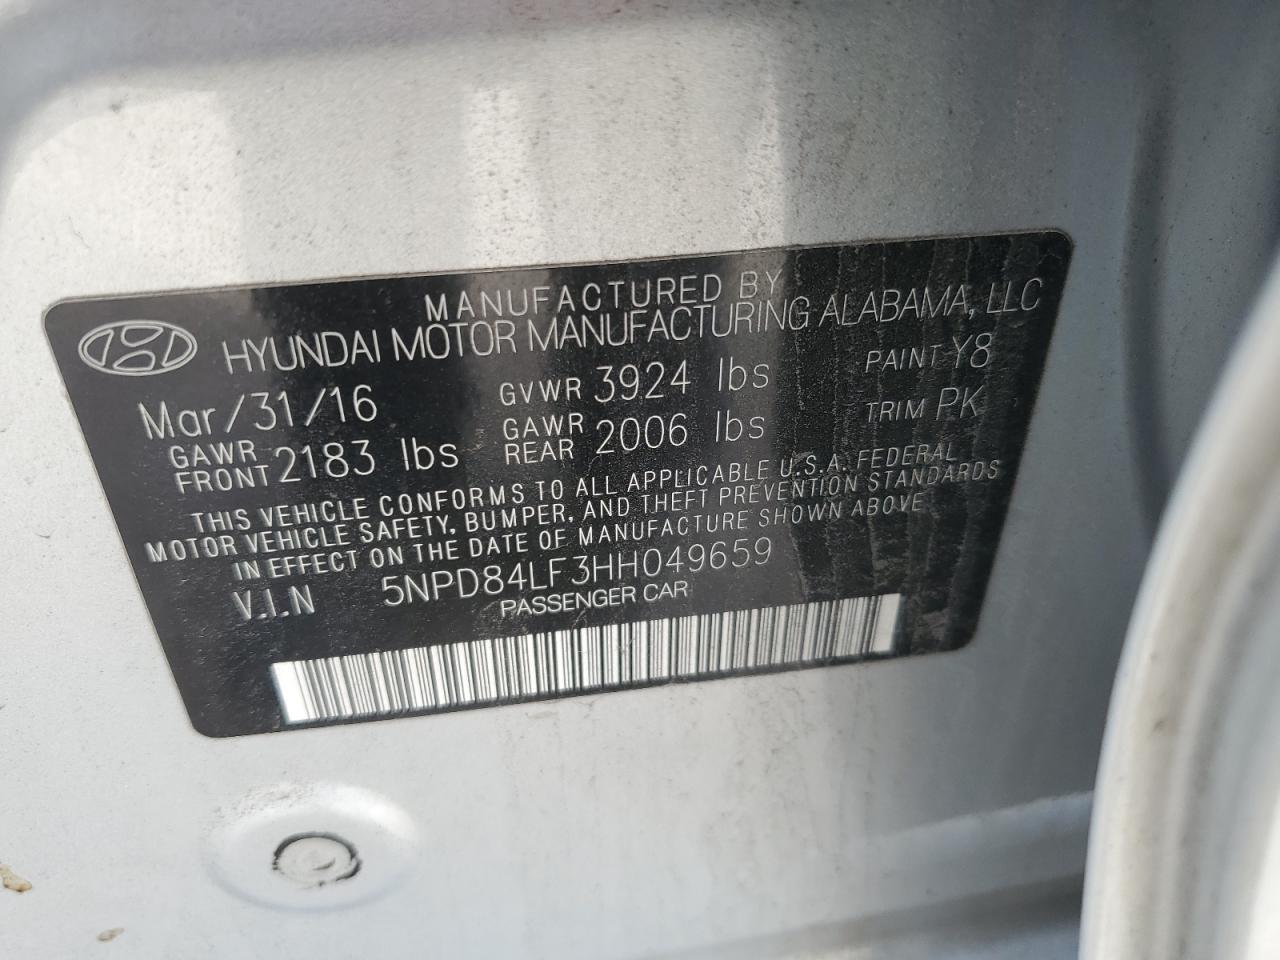 MANUFACTURED BY
HYUNDAI MOTOR MANUFACTURING ALABAMA, LLC
Mar/31/16 GVWR 3924 lbs PAINT Y8
GAWR FRONT 2183 lbs GAWR REAR 2006 lbs TRIM PK
THIS VEHICLE CONFORMS TO ALL APPLICABLE U.S.A. FEDERAL
MOTOR VEHICLE SAFETY, BUMPER, AND THEFT PREVENTION STANDARDS
IN EFFECT ON THE DATE OF MANUFACTURE SHOWN ABOVE
V.I.N 5NPD84LF3HH049659
PASSENGER CAR